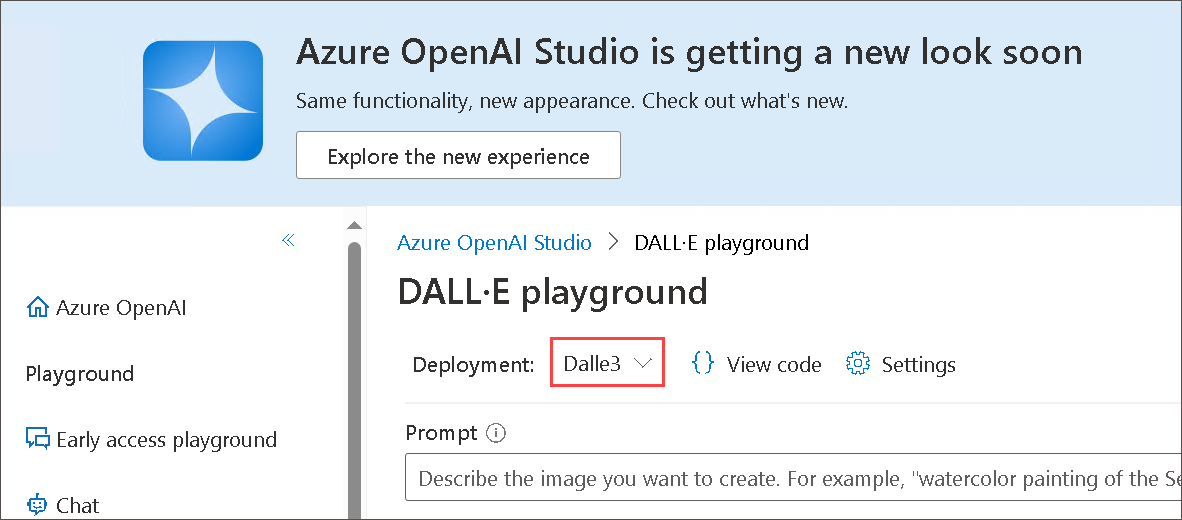 Azure OpenAI Studio is getting a new look soon
Same functionality, new appearance. Check out what's new.
Explore the new experience
Azure OpenAI
Playground
Early access playground
Chat
Azure OpenAI Studio > DALL·E playground
DALL·E playground
Deployment: Dalle3 {} View code Settings
Prompt
Describe the image you want to create. For example, "watercolor painting of the